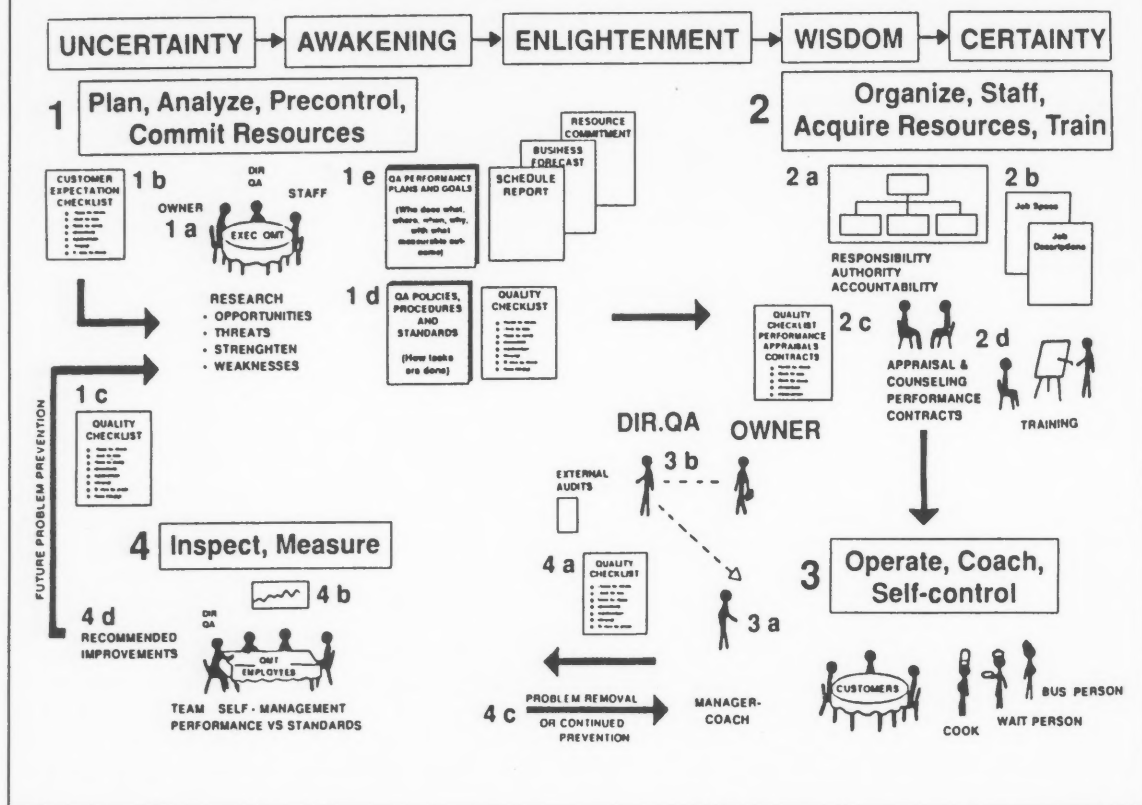 UNCERTAINTY
AWAKENING
ENLIGHTENMENT
WISDOM
CERTAINTY
1
Plan, Analyze, Precontrol,
Commit Resources
2
Organize, Staff,
Acquire Resources, Train
CUSTOMER
EXPECTATION
CHECKLIST
1 b
DIR
QA
OWNER
STAFF
1 a
EXEC QMT
RESEARCH
• OPPORTUNITIES
• THREATS
• STRENGHTEN
• WEAKNESSES
1 e
QA PERFORMANCE
PLANS AND GOALS
(Who does what,
where, when, why,
with what
measurable out-
come)
RESOURCE
COMMITMENT
BUSINESS
FORECAST
SCHEDULE
REPORT
1 d
QA POLICIES,
PROCEDURES
AND
STANDARDS
(How tasks
are done)
QUALITY
CHECKLIST
2 a
RESPONSIBILITY
AUTHORITY
ACCOUNTABILITY
2 b
Job Specs
Job
Descriptions
QUALITY
CHECKLIST
PERFORMANCE
APPRAISALS
CONTRACTS
2 c
APPRAISAL &
COUNSELING
PERFORMANCE
CONTRACTS
2 d
TRAINING
FUTURE PROBLEM PREVENTION
1 c
QUALITY
CHECKLIST
DIR.QA
OWNER
3 b
EXTERNAL
AUDITS
4
Inspect, Measure
4 b
4 a
QUALITY
CHECKLIST
3 a
3
Operate, Coach,
Self-control
4 d
RECOMMENDED
IMPROVEMENTS
DIR
QA
QMT
EMPLOYEES
TEAM SELF - MANAGEMENT
PERFORMANCE VS STANDARDS
4 c
PROBLEM REMOVAL
OR CONTINUED
PREVENTION
MANAGER-
COACH
CUSTOMERS
COOK
WAIT PERSON
BUS PERSON